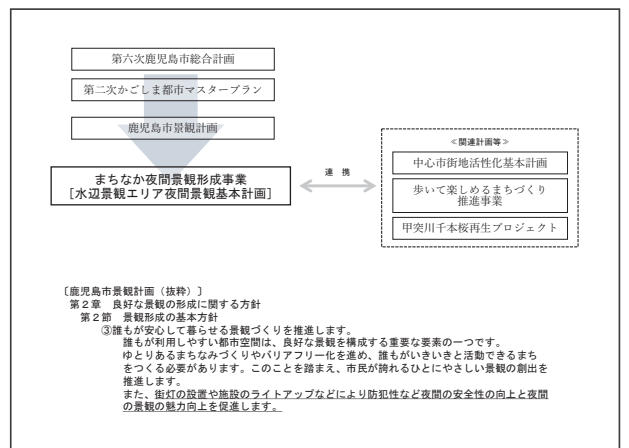 第六次鹿児島市総合計画
第二次かごしま都市マスタープラン
鹿児島市景観計画
まちなか夜間景観形成事業
［水辺景観エリア夜間景観基本計画］
連　携
≪関連計画等≫
中心市街地活性化基本計画
歩いて楽しめるまちづくり
推進事業
甲突川千本桜再生プロジェクト
〔鹿児島市景観計画（抜粋）〕
第２章　良好な景観の形成に関する方針
第２節　景観形成の基本方針
③誰もが安心して暮らせる景観づくりを推進します。
誰もが利用しやすい都市空間は、良好な景観を構成する重要な要素の一つです。
ゆとりあるまちなみづくりやバリアフリー化を進め、誰もがいきいきと活動できるまち
をつくる必要があります。このことを踏まえ、市民が誇れるひとにやさしい景観の創出を
推進します。
また、街灯の設置や施設のライトアップなどにより防犯性など夜間の安全性の向上と夜間
の景観の魅力向上を促進します。